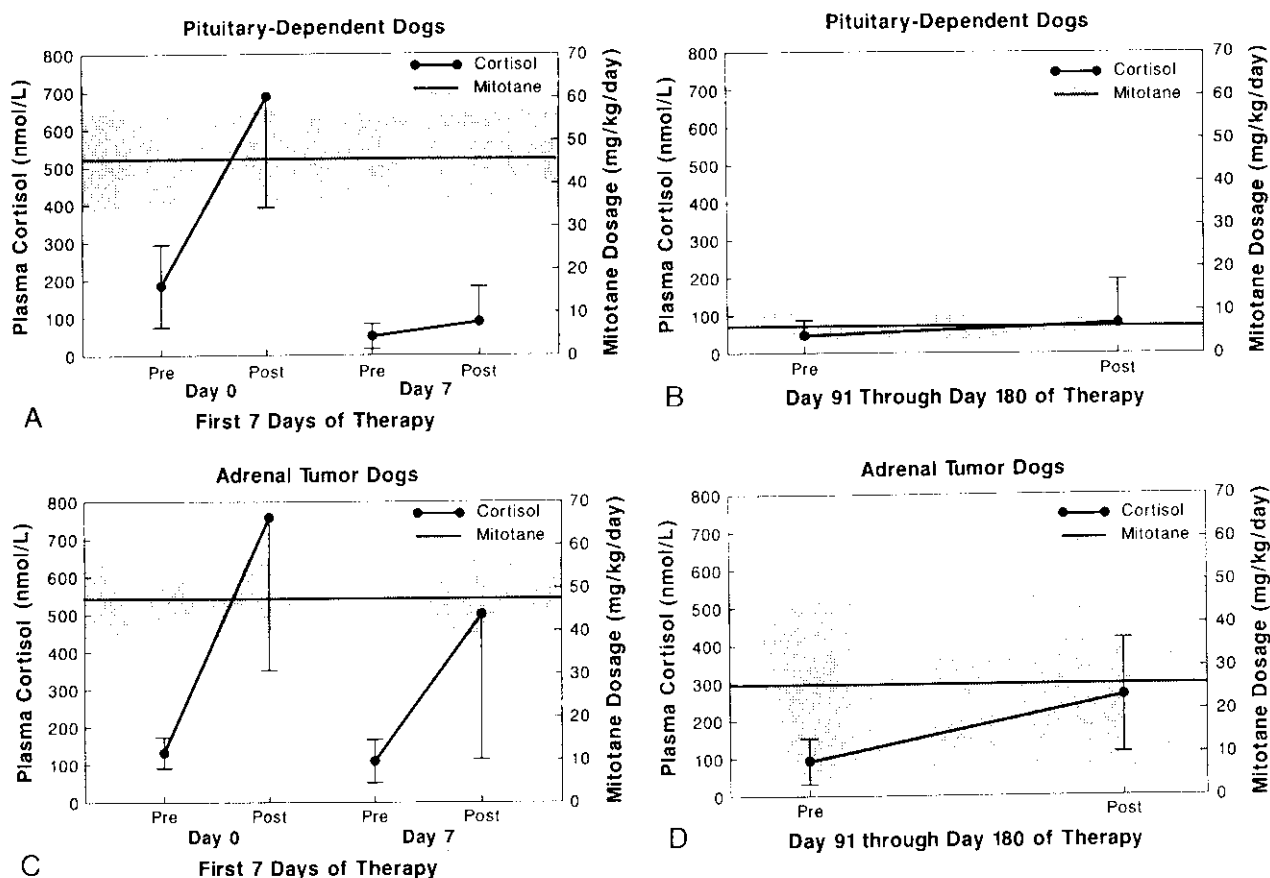 Pituitary-Dependent Dogs
Plasma Cortisol (nmol/L)
800
700
600
500
400
300
200
100
0
Cortisol
Mitotane
70
60
50
40
30
20
10
0
Mitotane Dosage (mg/kg/day)
Pre
Post
Pre
Post
Day 0
Day 7
A
First 7 Days of Therapy
Pituitary-Dependent Dogs
Plasma Cortisol (nmol/L)
800
700
600
500
400
300
200
100
0
Cortisol
Mitotane
70
60
50
40
30
20
10
0
Mitotane Dosage (mg/kg/day)
Pre
Post
B
Day 91 Through Day 180 of Therapy
Adrenal Tumor Dogs
Plasma Cortisol (nmol/L)
800
700
600
500
400
300
200
100
0
Cortisol
Mitotane
70
60
50
40
30
20
10
0
Mitotane Dosage (mg/kg/day)
Pre
Post
Pre
Post
Day 0
Day 7
C
First 7 Days of Therapy
Adrenal Tumor Dogs
Plasma Cortisol (nmol/L)
800
700
600
500
400
300
200
100
0
Cortisol
Mitotane
70
60
50
40
30
20
10
0
Mitotane Dosage (mg/kg/day)
Pre
Post
D
Day 91 through Day 180 of Therapy